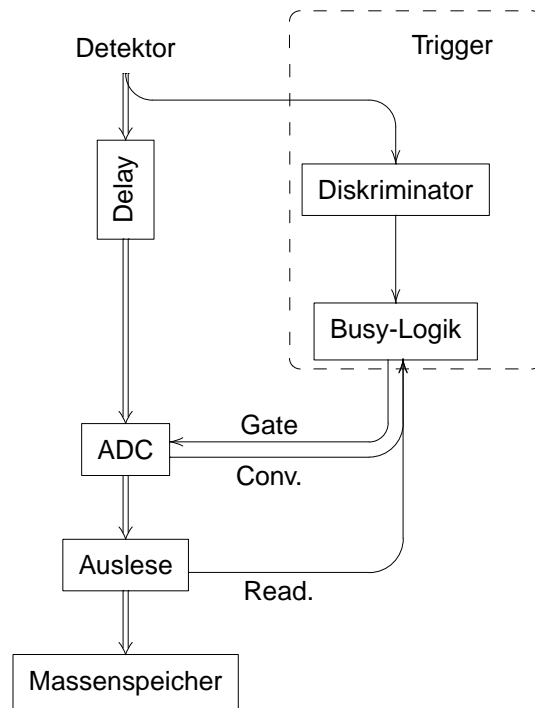 Detektor
Trigger
Delay
Diskriminator
Busy-Logik
Gate
ADC
Conv.
Auslese
Read.
Massenspeicher